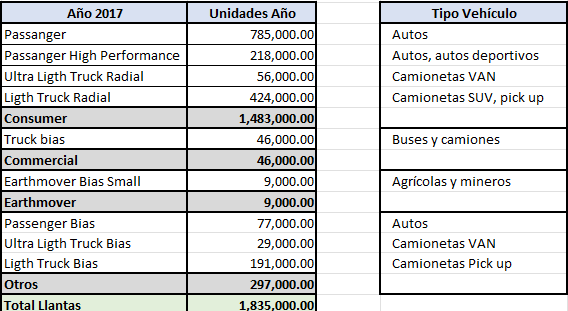 Año 2017 Unidades Año Tipo Vehículo
Passanger 785,000.00 Autos
Passanger High Performance 218,000.00 Autos, autos deportivos
Ultra Ligth Truck Radial 56,000.00 Camionetas VAN
Ligth Truck Radial 424,000.00 Camionetas SUV, pick up
Consumer 1,483,000.00
Truck bias 46,000.00 Buses y camiones
Commercial 46,000.00
Earthmover Bias Small 9,000.00 Agrícolas y mineros
Earthmover 9,000.00
Passenger Bias 77,000.00 Autos
Ultra Ligth Truck Bias 29,000.00 Camionetas VAN
Ligth Truck Bias 191,000.00 Camionetas Pick up
Otros 297,000.00
Total Llantas 1,835,000.00